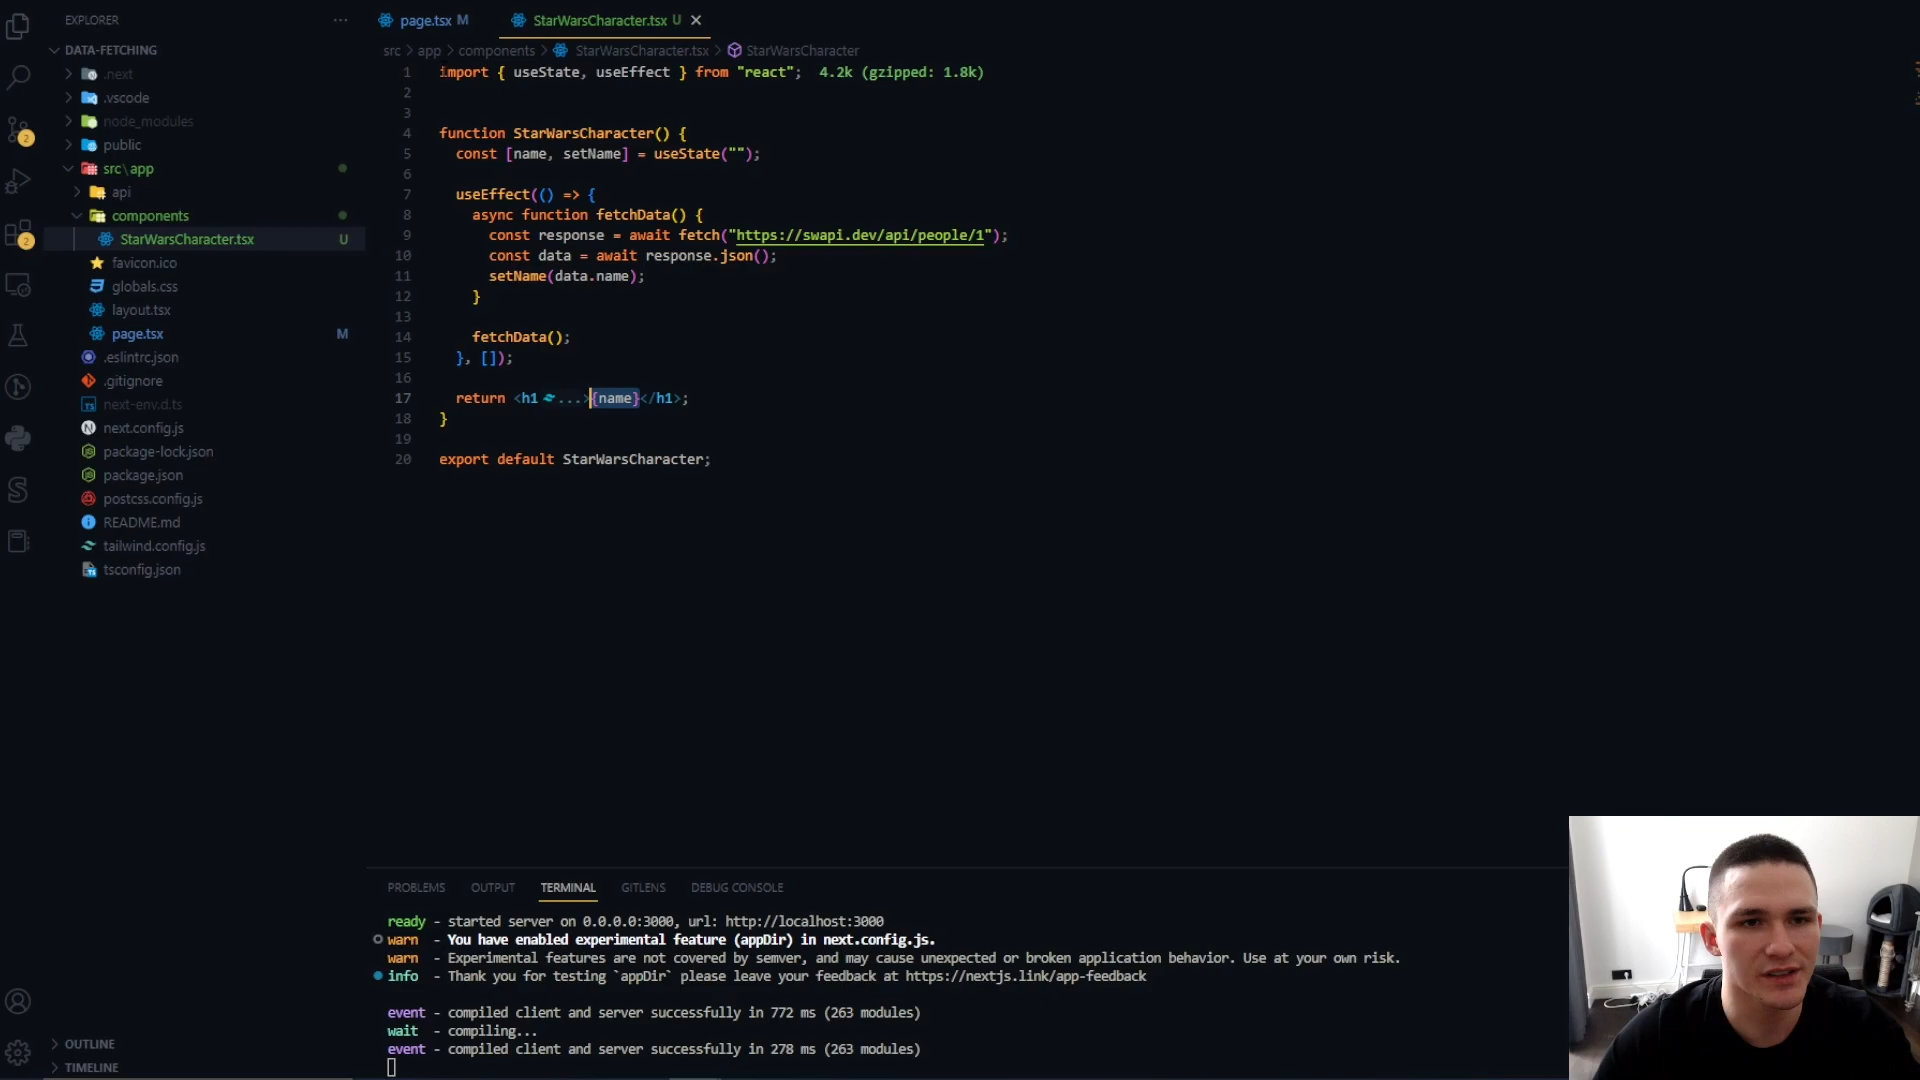 EXPLORER
···
page.tsx M
StarWarsCharacter.tsx U
DATA-FETCHING
.next
.vscode
node_modules
public
src\app
api
components
StarWarsCharacter.tsx U
favicon.ico
globals.css
layout.tsx
page.tsx M
.eslintrc.json
.gitignore
next-env.d.ts
next.config.js
package-lock.json
package.json
postcss.config.js
README.md
tailwind.config.js
tsconfig.json
OUTLINE
TIMELINE
2
2
src > app > components > StarWarsCharacter.tsx > StarWarsCharacter
1 import { useState, useEffect } from "react"; 4.2k (gzipped: 1.8k)
2
3
4 function StarWarsCharacter() {
5 const [name, setName] = useState("");
6
7 useEffect(() => {
8 async function fetchData() {
9 const response = await fetch("https://swapi.dev/api/people/1");
10 const data = await response.json();
11 setName(data.name);
12 }
13
14 fetchData();
15 }, []);
16
17 return <h1 ...>{name}</h1>;
18 }
19
20 export default StarWarsCharacter;
PROBLEMS OUTPUT TERMINAL GITLENS DEBUG CONSOLE
ready - started server on 0.0.0.0:3000, url: http://localhost:3000
warn - You have enabled experimental feature (appDir) in next.config.js.
warn - Experimental features are not covered by semver, and may cause unexpected or broken application behavior. Use at your own risk.
info - Thank you for testing `appDir` please leave your feedback at https://nextjs.link/app-feedback
event - compiled client and server successfully in 772 ms (263 modules)
wait - compiling...
event - compiled client and server successfully in 278 ms (263 modules)